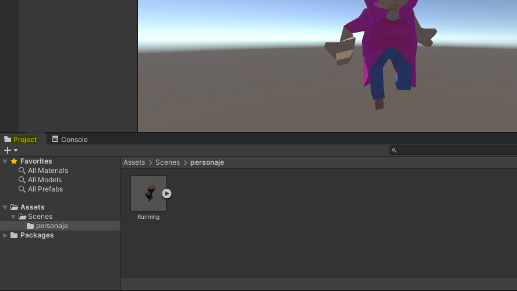 Project
Console
Favorites
All Materials
All Models
All Prefabs
Assets
Scenes
personaje
Packages
Assets > Scenes > personaje
Running